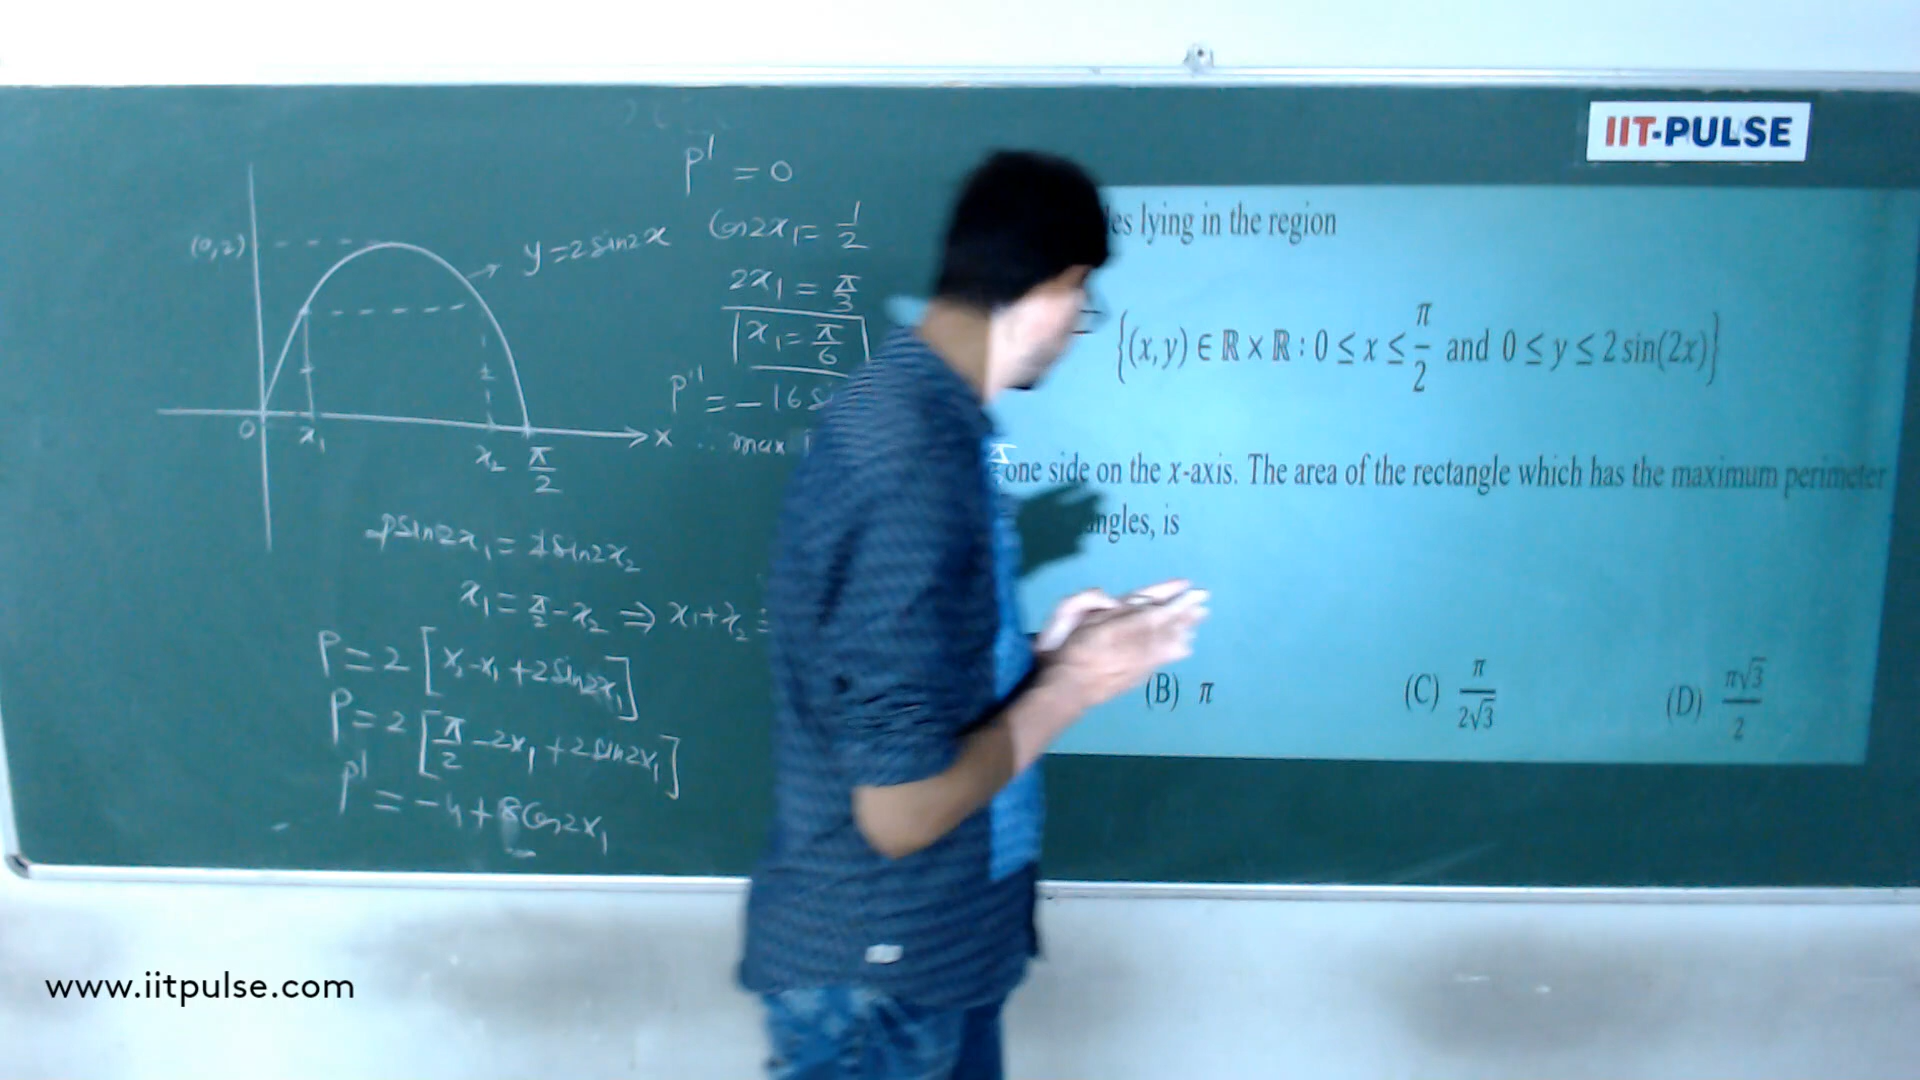 (0,2)
y=2sin2x
0
x₁
x₂
π/2
x
2sin2x₁ = 2sin2x₂
x₁ = π/2 - x₂ ⇒ x₁+x₂ =
P = 2 [x₂-x₁+2sin2x₁]
P = 2 [π/2 -2x₁ +2sin2x₁]
P' = -4+8Cos2x₁
P' = 0
Cos2x₁ = 1/2
2x₁ = π/3
x₁ = π/6
P'' = -16 Si
∴ max
IIT-PULSE
lying in the region
{(x,y) ∈ ℝ × ℝ : 0 ≤ x ≤ π/2 and 0 ≤ y ≤ 2 sin(2x)}
one side on the x-axis. The area of the rectangle which has the maximum perimeter
is
(B) π
(C) π/2√3
(D) π√3/2
www.iitpulse.com